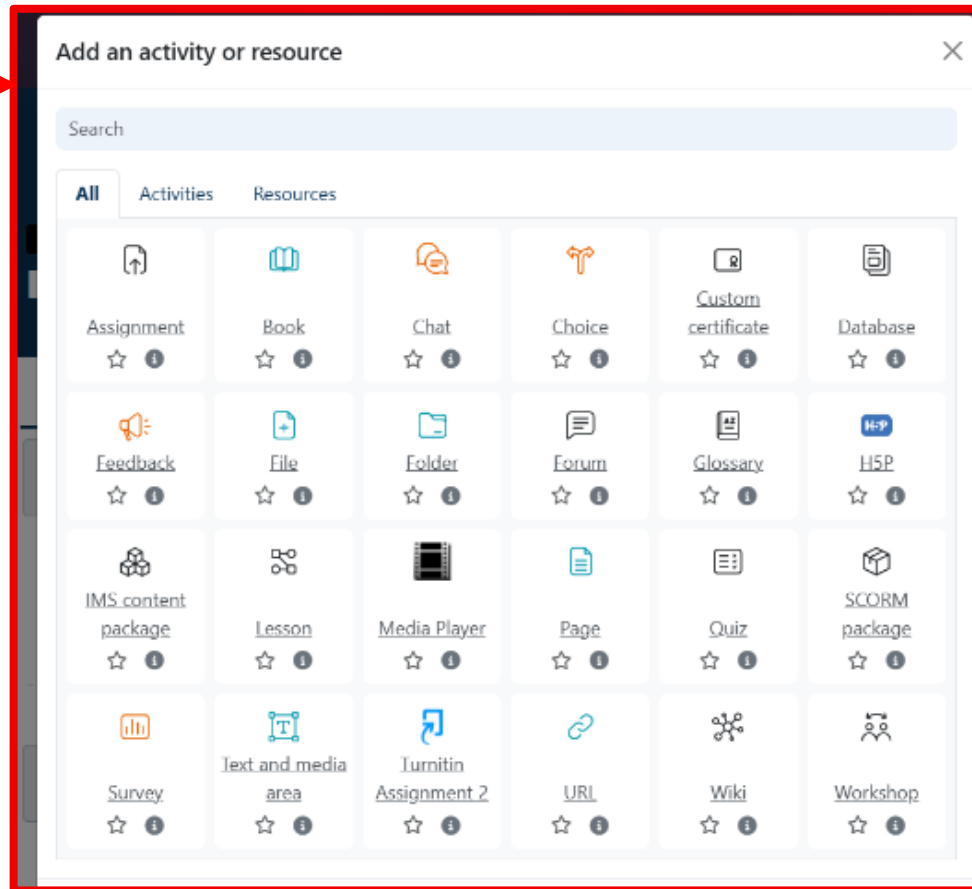 Add an activity or resource
Search
All Activities Resources
Assignment
Book
Chat
Choice
Custom
certificate
Database
Feedback
File
Folder
Forum
Glossary
H5P
H5P
IMS content
package
Lesson
Media Player
Page
Quiz
SCORM
package
Survey
Text and media
area
Turnitin
Assignment 2
URL
Wiki
Workshop